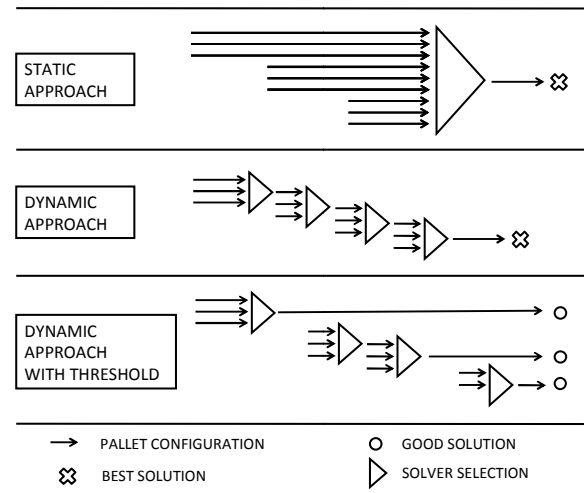 STATIC
APPROACH
DYNAMIC
APPROACH
DYNAMIC
APPROACH
WITH THRESHOLD
PALLET CONFIGURATION
GOOD SOLUTION
BEST SOLUTION
SOLVER SELECTION